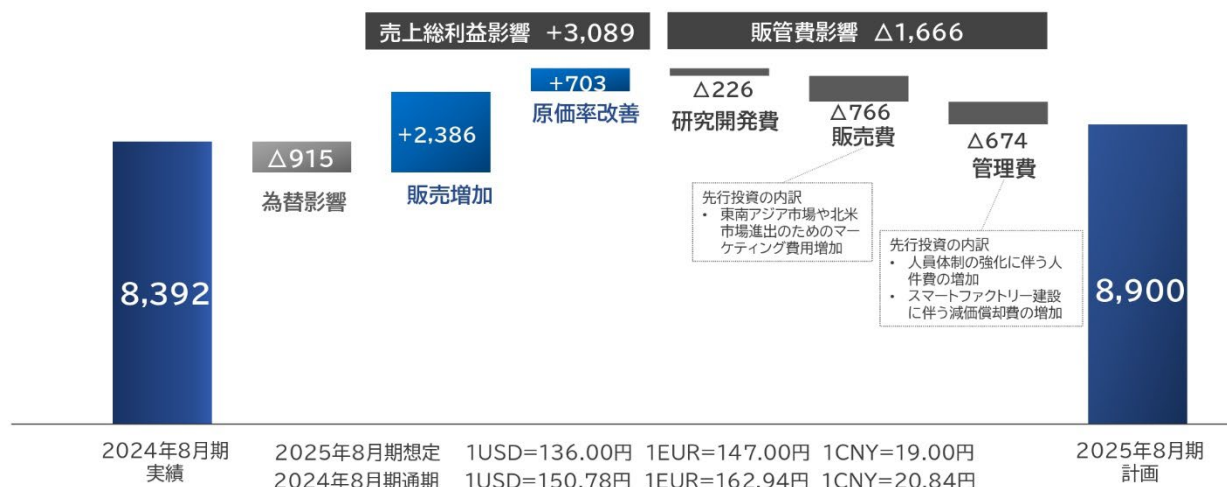 売上総利益影響 +3,089
販管費影響 △1,666
8,392
△915
為替影響
+2,386
販売増加
+703
原価率改善
△226
研究開発費
△766
販売費
△674
管理費
先行投資の内訳
• 東南アジア市場や北米
市場進出のためのマー
ケティング費用増加
先行投資の内訳
• 人員体制の強化に伴う人
件費の増加
• スマートファクトリー建設
に伴う減価償却費の増加
8,900
2024年8月期
実績
2025年8月期想定 1USD=136.00円 1EUR=147.00円 1CNY=19.00円
2024年8月期通期 1USD=150.78円 1EUR=162.94円 1CNY=20.84円
2025年8月期
計画